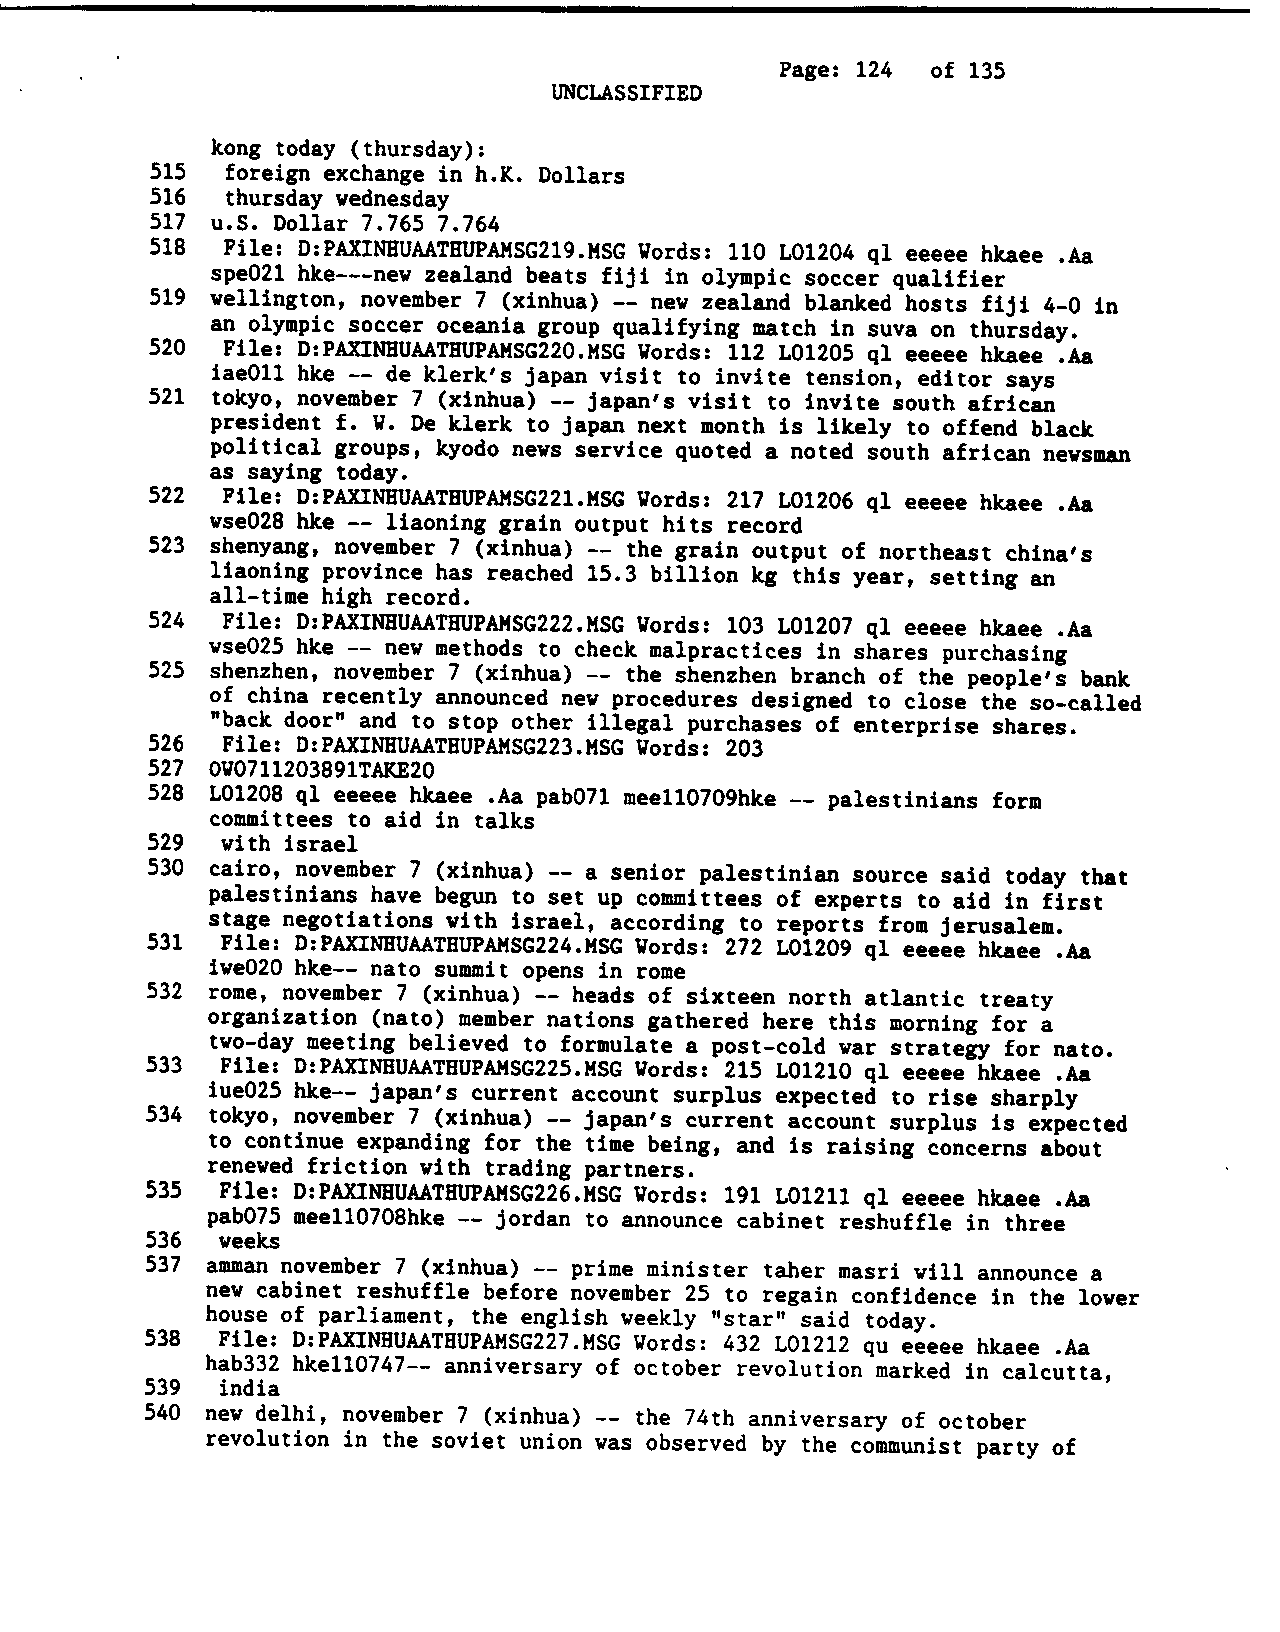 Page: 124 of 135
UNCLASSIFIED
kong today (thursday):
515 foreign exchange in h.K. Dollars
516 thursday wednesday
517 u.S. Dollar 7.765 7.764
518 File: D:PAXINHUAATHUPAMSG219.MSG Words: 110 L01204 ql eeeee hkaee .Aa
spe021 hke---new zealand beats fiji in olympic soccer qualifier
519 wellington, november 7 (xinhua) -- new zealand blanked hosts fiji 4-0 in
an olympic soccer oceania group qualifying match in suva on thursday.
520 File: D:PAXINHUAATHUPAMSG220.MSG Words: 112 L01205 ql eeeee hkaee .Aa
iae011 hke -- de klerk's japan visit to invite tension, editor says
521 tokyo, november 7 (xinhua) -- japan's visit to invite south african
president f. W. De klerk to japan next month is likely to offend black
political groups, kyodo news service quoted a noted south african newsman
as saying today.
522 File: D:PAXINHUAATHUPAMSG221.MSG Words: 217 L01206 ql eeeee hkaee .Aa
wse028 hke -- liaoning grain output hits record
523 shenyang, november 7 (xinhua) -- the grain output of northeast china's
liaoning province has reached 15.3 billion kg this year, setting an
all-time high record.
524 File: D:PAXINHUAATHUPAMSG222.MSG Words: 103 L01207 ql eeeee hkaee .Aa
wse025 hke -- new methods to check malpractices in shares purchasing
525 shenzhen, november 7 (xinhua) -- the shenzhen branch of the people's bank
of china recently announced new procedures designed to close the so-called
"back door" and to stop other illegal purchases of enterprise shares.
526 File: D:PAXINHUAATHUPAMSG223.MSG Words: 203
527 OW0711203891TAKE20
528 L01208 ql eeeee hkaee .Aa pab071 mee110709hke -- palestinians form
committees to aid in talks
529 with israel
530 cairo, november 7 (xinhua) -- a senior palestinian source said today that
palestinians have begun to set up committees of experts to aid in first
stage negotiations with israel, according to reports from jerusalem.
531 File: D:PAXINHUAATHUPAMSG224.MSG Words: 272 L01209 ql eeeee hkaee .Aa
iwe020 hke-- nato summit opens in rome
532 rome, november 7 (xinhua) -- heads of sixteen north atlantic treaty
organization (nato) member nations gathered here this morning for a
two-day meeting believed to formulate a post-cold war strategy for nato.
533 File: D:PAXINHUAATHUPAMSG225.MSG Words: 215 L01210 ql eeeee hkaee .Aa
iue025 hke-- japan's current account surplus expected to rise sharply
534 tokyo, november 7 (xinhua) -- japan's current account surplus is expected
to continue expanding for the time being, and is raising concerns about
renewed friction with trading partners.
535 File: D:PAXINHUAATHUPAMSG226.MSG Words: 191 L01211 ql eeeee hkaee .Aa
pab075 mee110708hke -- jordan to announce cabinet reshuffle in three
536 weeks
537 amman november 7 (xinhua) -- prime minister taher masri will announce a
new cabinet reshuffle before november 25 to regain confidence in the lower
house of parliament, the english weekly "star" said today.
538 File: D:PAXINHUAATHUPAMSG227.MSG Words: 432 L01212 qu eeeee hkaee .Aa
hab332 hke110747-- anniversary of october revolution marked in calcutta,
539 india
540 new delhi, november 7 (xinhua) -- the 74th anniversary of october
revolution in the soviet union was observed by the communist party of